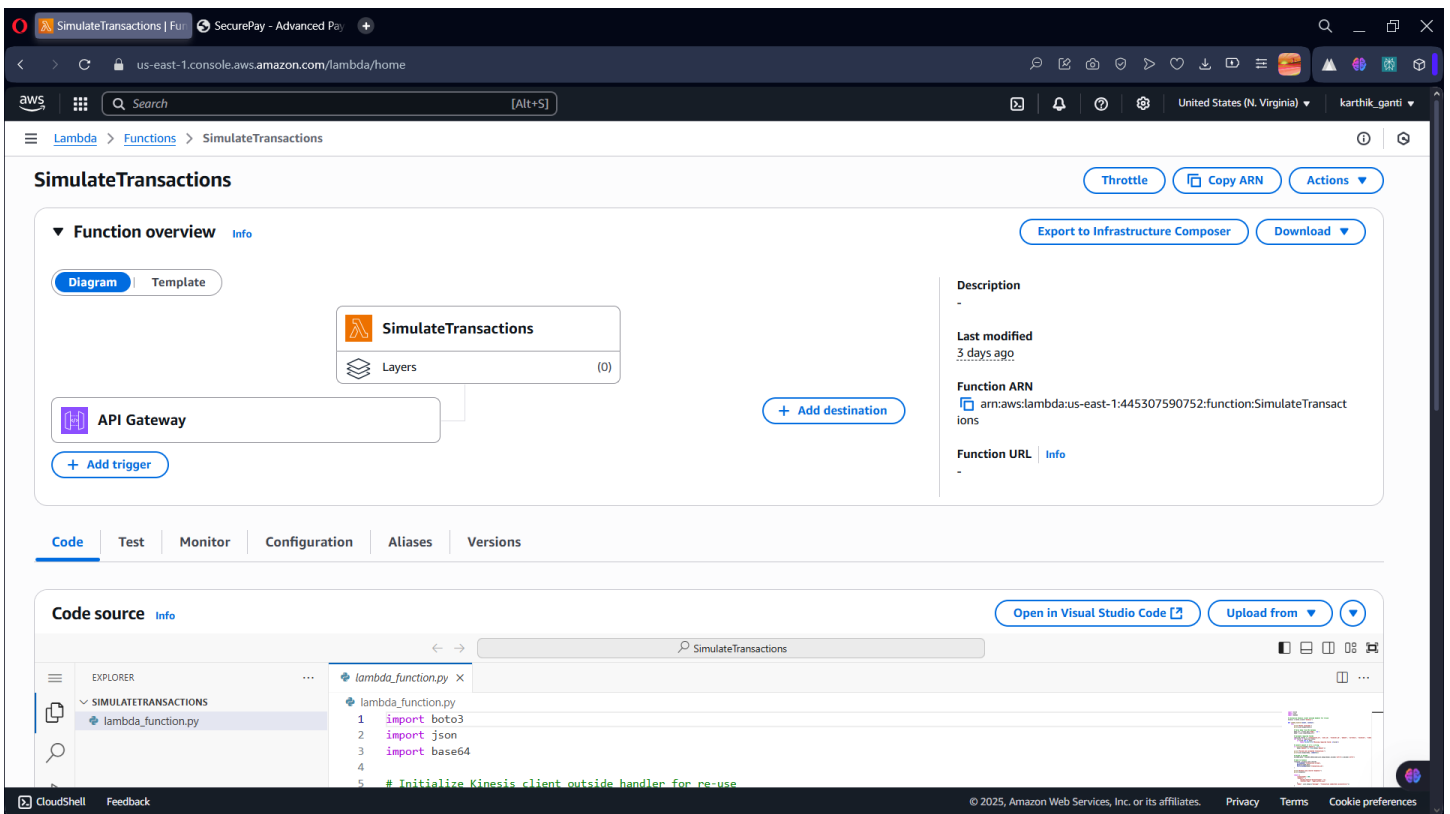 SimulateTransactions | Fun
SecurePay - Advanced Pay
us-east-1.console.aws.amazon.com/lambda/home
aws
Search
[Alt+S]
United States (N. Virginia)
karthik_ganti
Lambda > Functions > SimulateTransactions
SimulateTransactions
Throttle
Copy ARN
Actions
Function overview Info
Export to Infrastructure Composer
Download
Diagram
Template
SimulateTransactions
Layers
(0)
API Gateway
+ Add trigger
+ Add destination
Description
-
Last modified
3 days ago
Function ARN
arn:aws:lambda:us-east-1:445307590752:function:SimulateTransact
ions
Function URL Info
-
Code
Test
Monitor
Configuration
Aliases
Versions
Code source Info
Open in Visual Studio Code
Upload from
SimulateTransactions
EXPLORER
SIMULATETRANSACTIONS
lambda_function.py
lambda_function.py
lambda_function.py
1 import boto3
2 import json
3 import base64
4
5 # Initialize Kinesis client outside handler for re-use
CloudShell
Feedback
© 2025, Amazon Web Services, Inc. or its affiliates.
Privacy
Terms
Cookie preferences